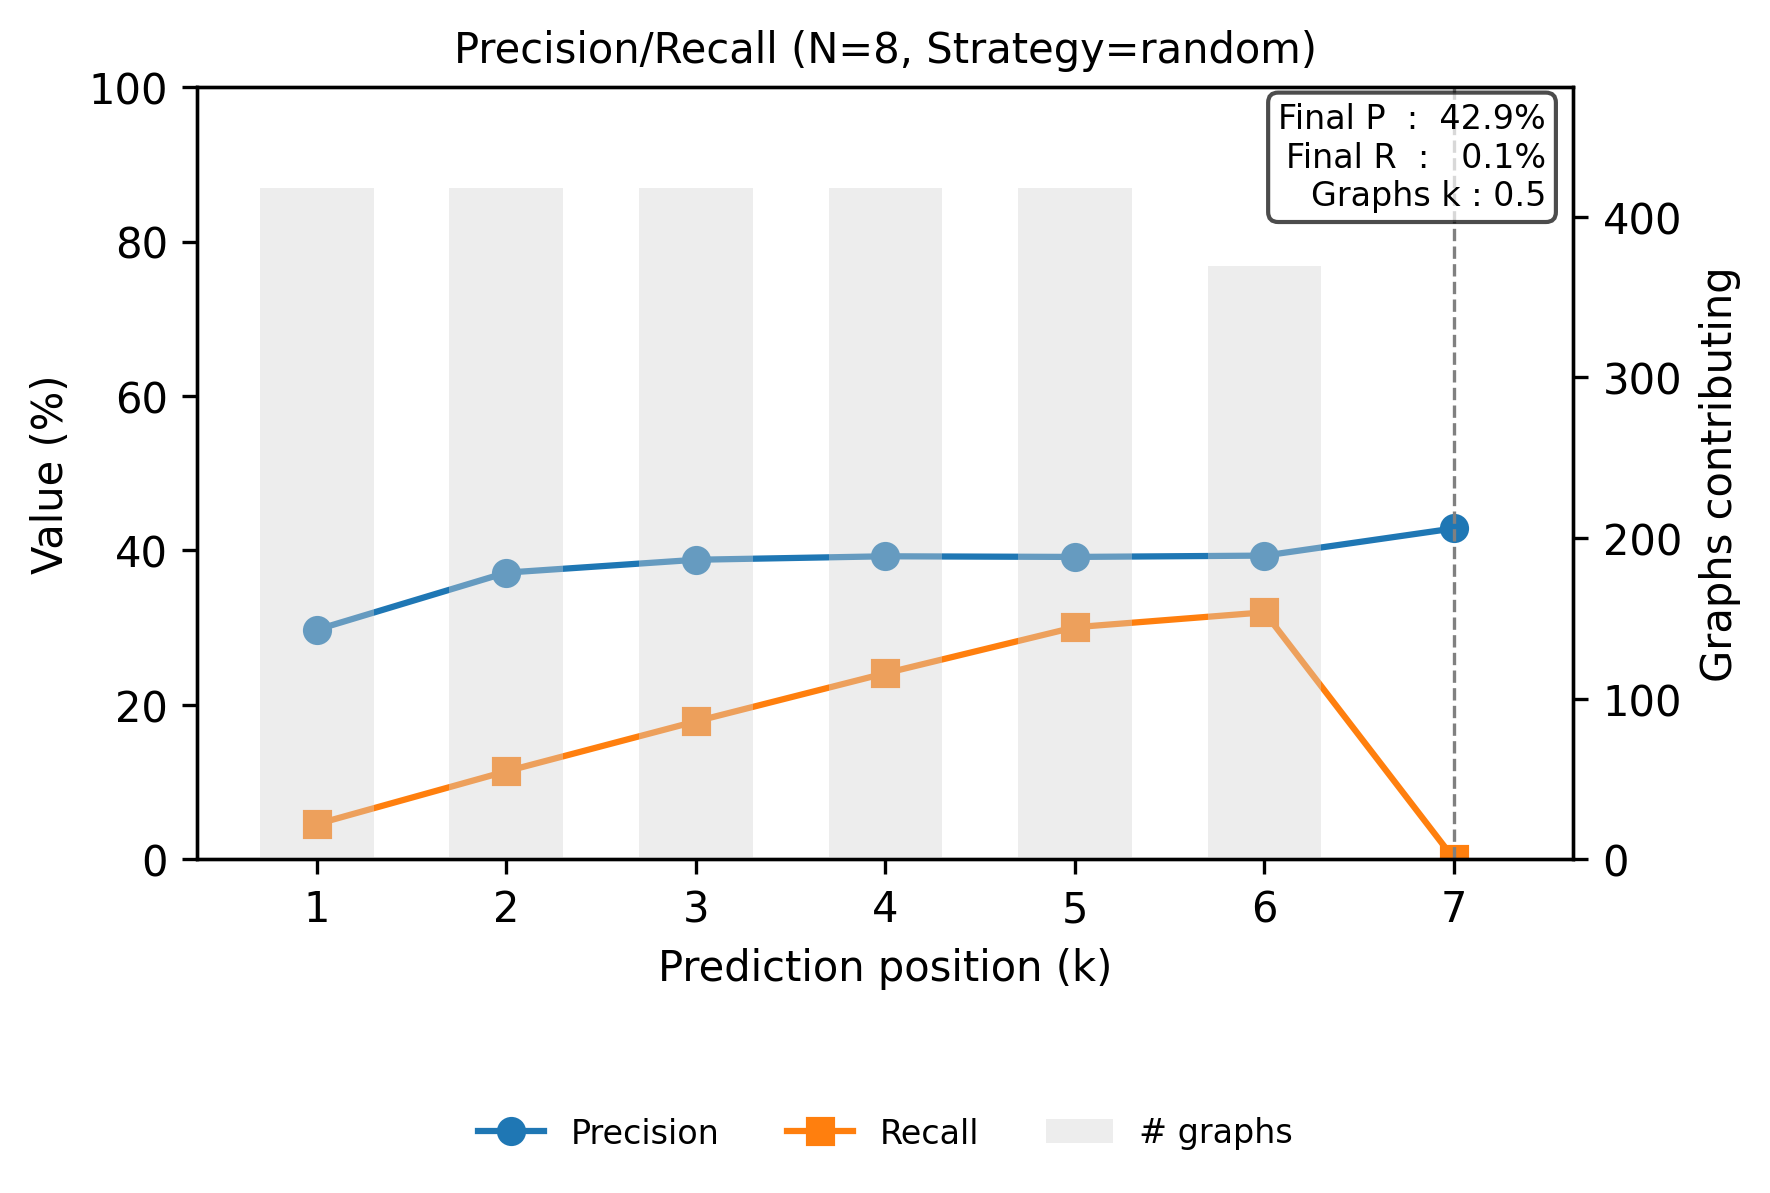 Precision/Recall (N=8, Strategy=random)
Final P : 42.9%
Final R : 0.1%
Graphs k : 0.5
100
80
60
40
20
0
Value (%)
400
300
200
100
0
Graphs contributing
1 2 3 4 5 6 7
Prediction position (k)
Precision Recall # graphs